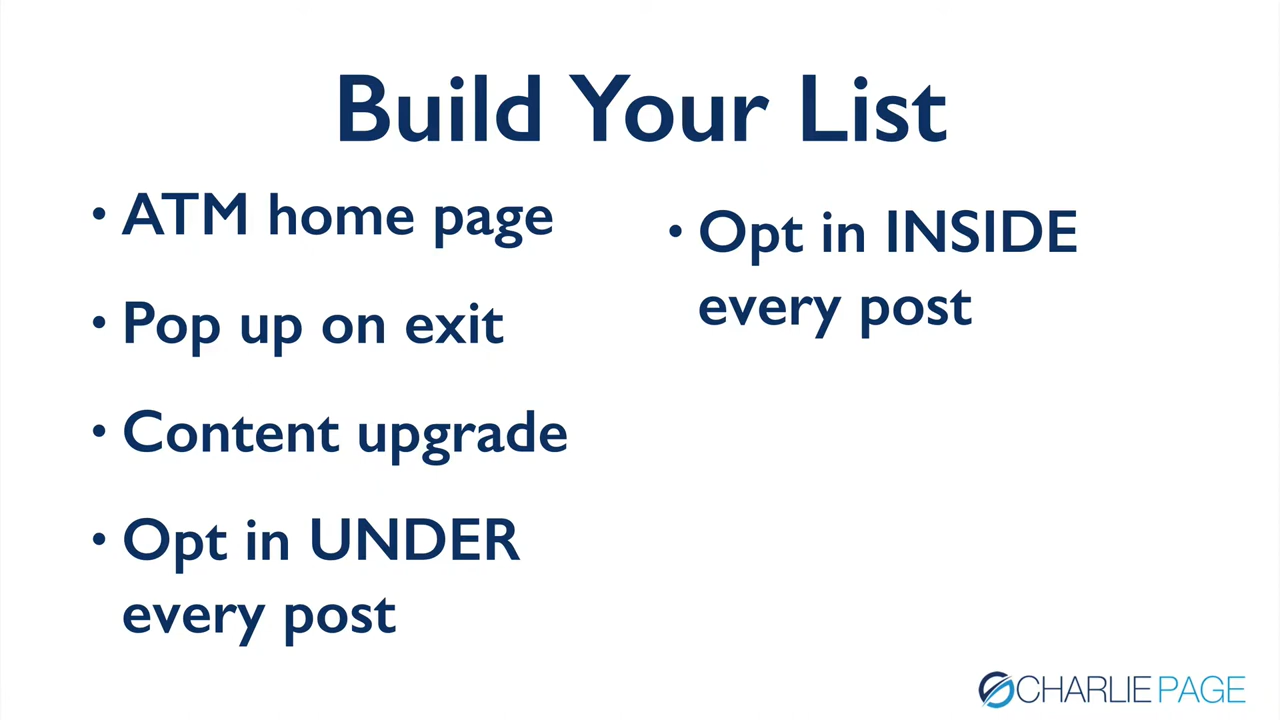 Build Your List
• ATM home page
• Pop up on exit
• Content upgrade
• Opt in UNDER
every post
• Opt in INSIDE
every post
CHARLIE PAGE